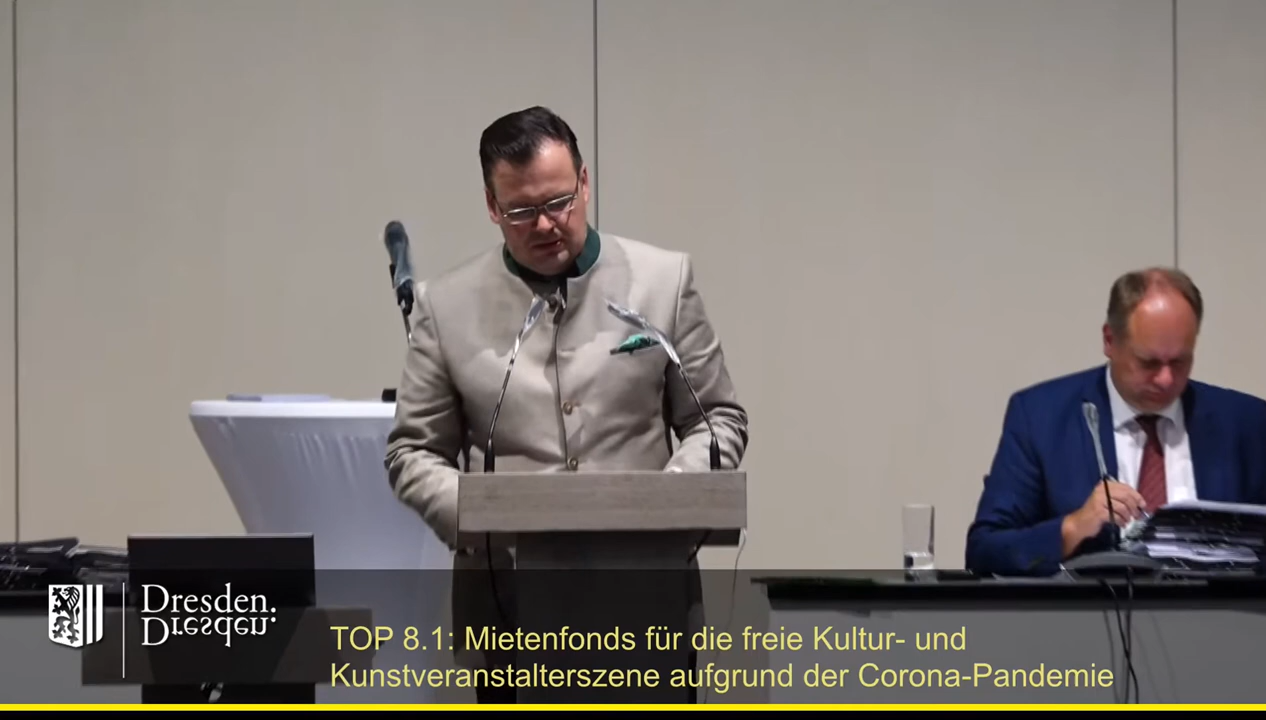 Dresden.
Dresden.
TOP 8.1: Mietenfonds für die freie Kultur- und
Kunstveranstalterszene aufgrund der Corona-Pandemie